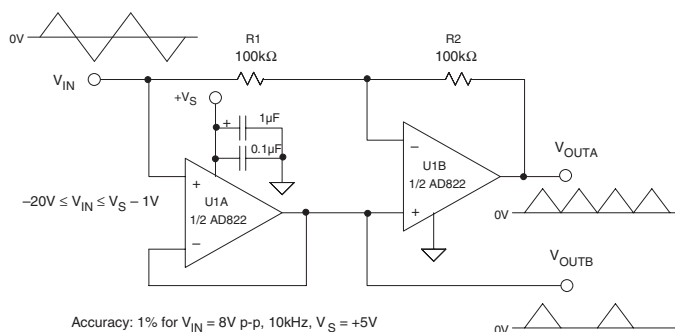 0V
V_IN
R1
100kΩ
R2
100kΩ
+V_S
+
1µF
0.1µF
–20V ≤ V_IN ≤ V_S – 1V
+
U1A
1/2 AD822
–
–
U1B
1/2 AD822
+
V_OUTA
0V
V_OUTB
0V
Accuracy: 1% for V_IN = 8V p-p, 10kHz, V_S = +5V